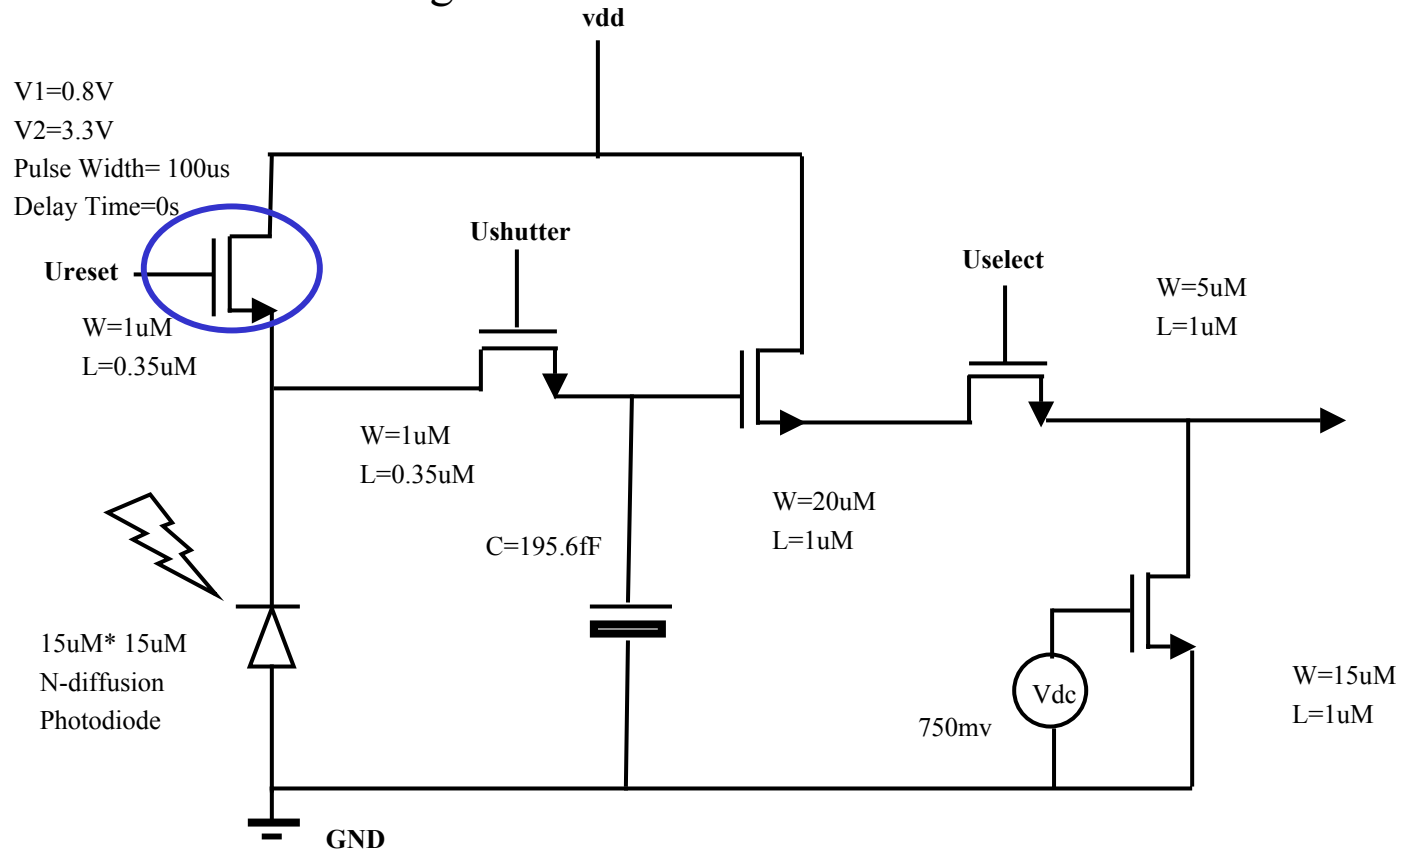 g
vdd
V1=0.8V
V2=3.3V
Pulse Width= 100us
Delay Time=0s
Ureset
W=1uM
L=0.35uM
Ushutter
W=1uM
L=0.35uM
Uselect
W=5uM
L=1uM
W=20uM
L=1uM
C=195.6fF
15uM* 15uM
N-diffusion
Photodiode
Vdc
750mv
W=15uM
L=1uM
GND